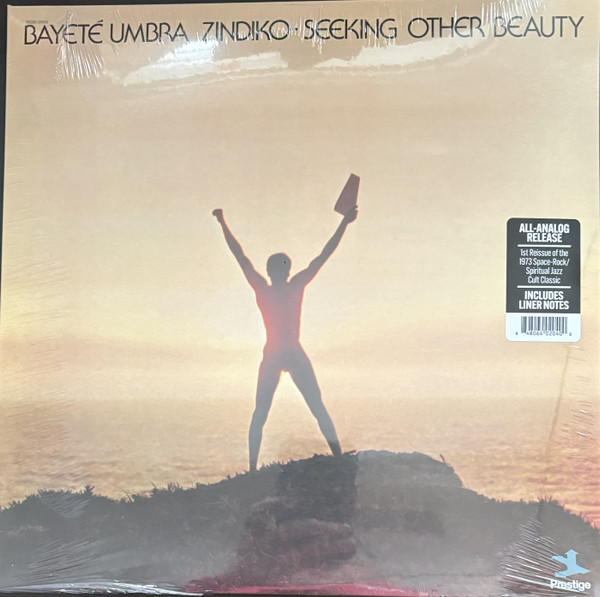 BAYETÉ UMBRA ZINDIKO · SEEKING OTHER BEAUTY
ALL-ANALOG
RELEASE
1st Reissue of the
1973 Space-Rock/
Spiritual Jazz
Cult Classic
INCLUDES
LINER NOTES
Prestige